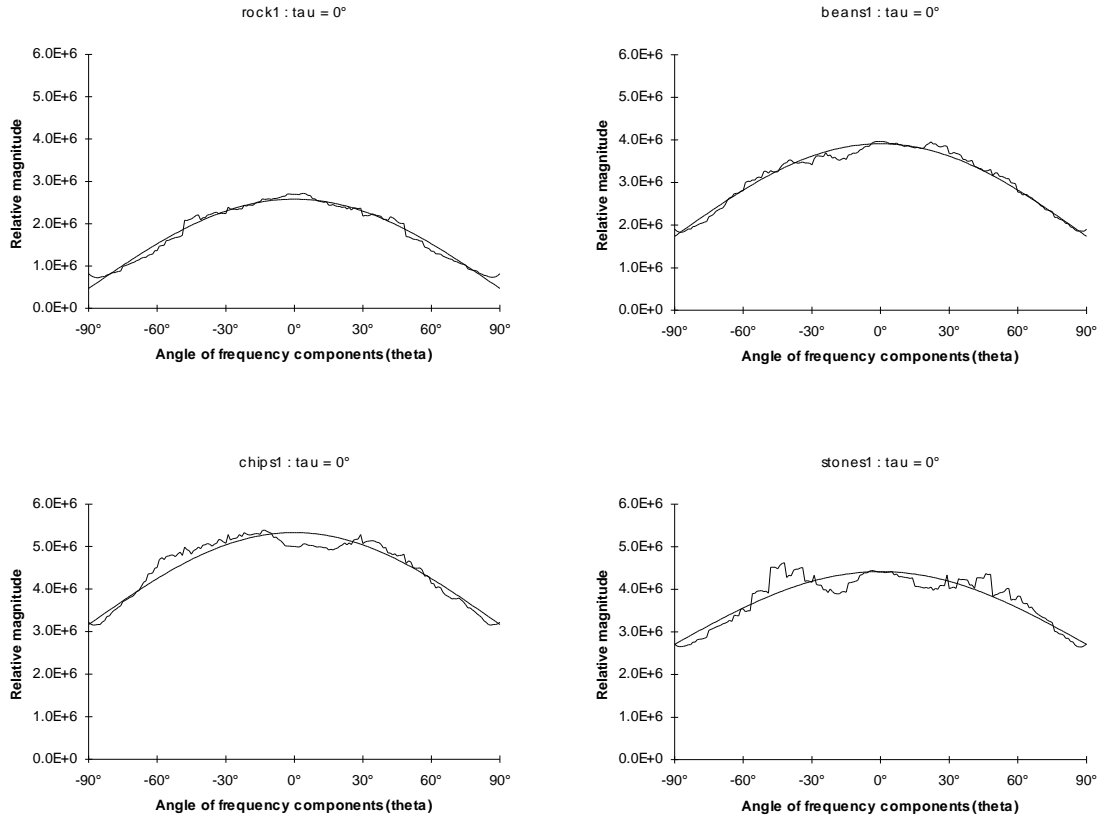 rock1 : tau = 0°
6.0E+6
5.0E+6
4.0E+6
3.0E+6
2.0E+6
1.0E+6
0.0E+0
Relative magnitude
-90° -60° -30° 0° 30° 60° 90°
Angle of frequency components (theta)
beans1 : tau = 0°
6.0E+6
5.0E+6
4.0E+6
3.0E+6
2.0E+6
1.0E+6
0.0E+0
Relative magnitude
-90° -60° -30° 0° 30° 60° 90°
Angle of frequency components (theta)
chips1 : tau = 0°
6.0E+6
5.0E+6
4.0E+6
3.0E+6
2.0E+6
1.0E+6
0.0E+0
Relative magnitude
-90° -60° -30° 0° 30° 60° 90°
Angle of frequency components (theta)
stones1 : tau = 0°
6.0E+6
5.0E+6
4.0E+6
3.0E+6
2.0E+6
1.0E+6
0.0E+0
Relative magnitude
-90° -60° -30° 0° 30° 60° 90°
Angle of frequency components (theta)